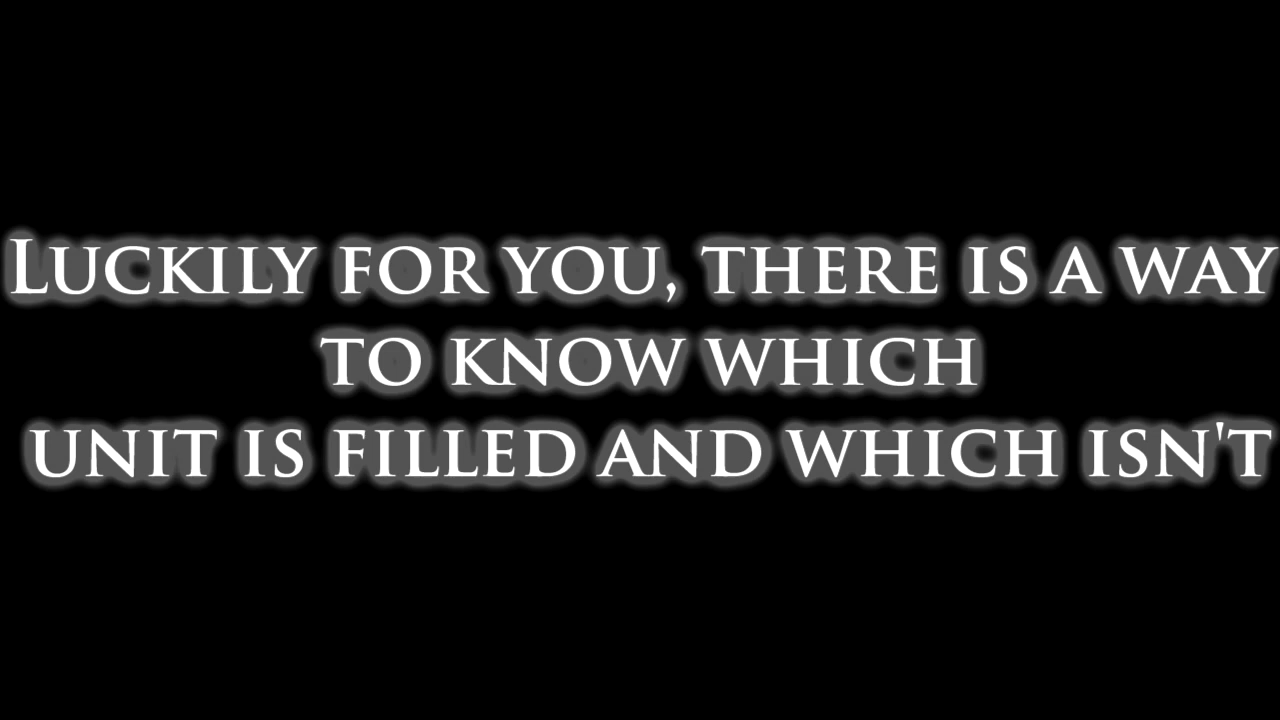 Luckily for you, there is a way
to know which
unit is filled and which isn't